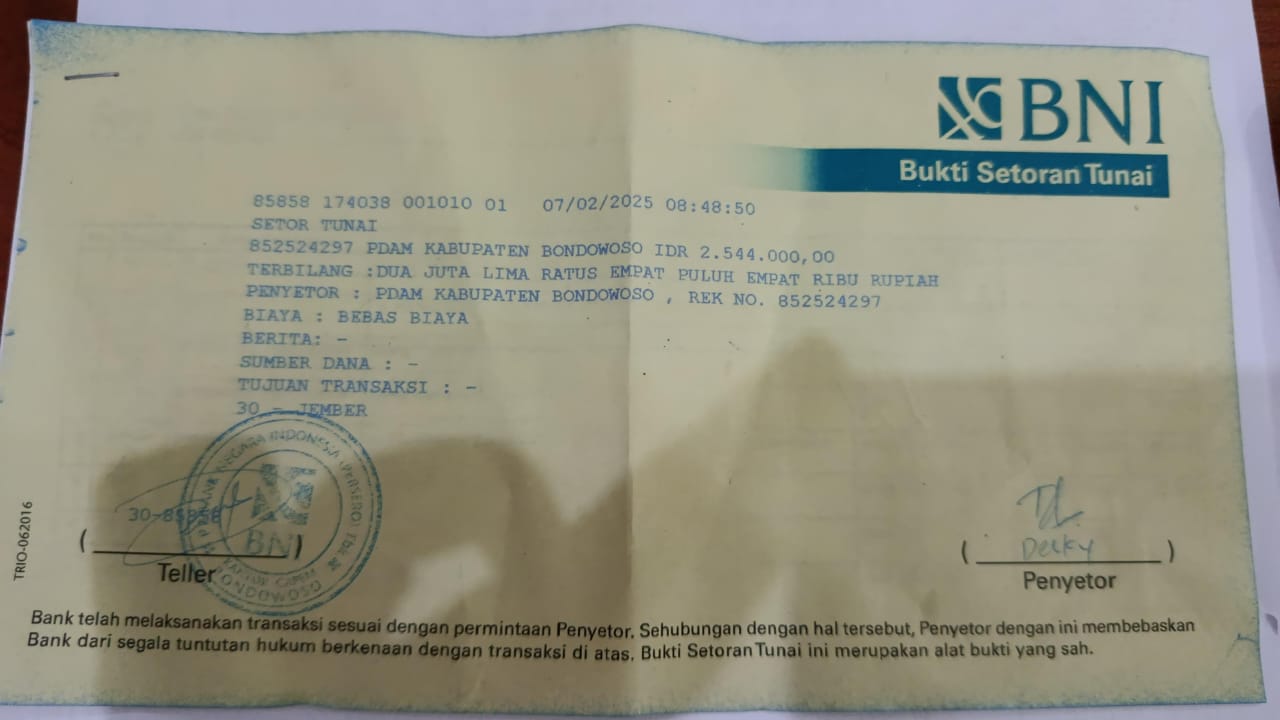 BNI
Bukti Setoran Tunai
85858 174038 001010 01 07/02/2025 08:48:50
SETOR TUNAI
852524297 PDAM KABUPATEN BONDOWOSO IDR 2.544.000,00
TERBILANG :DUA JUTA LIMA RATUS EMPAT PULUH EMPAT RIBU RUPIAH
PENYETOR : PDAM KABUPATEN BONDOWOSO , REK NO. 852524297
BIAYA : BEBAS BIAYA
BERITA: -
SUMBER DANA : -
TUJUAN TRANSAKSI : -
30 - JEMBER
NEGARA INDONESIA (PERSERO) Tbk
BNI
KANTOR CAPEM
BONDOWOSO
30-85858
( )
Teller
Decky
( )
Penyetor
TRIO-062016
Bank telah melaksanakan transaksi sesuai dengan permintaan Penyetor. Sehubungan dengan hal tersebut, Penyetor dengan ini membebaskan
Bank dari segala tuntutan hukum berkenaan dengan transaksi di atas. Bukti Setoran Tunai ini merupakan alat bukti yang sah.